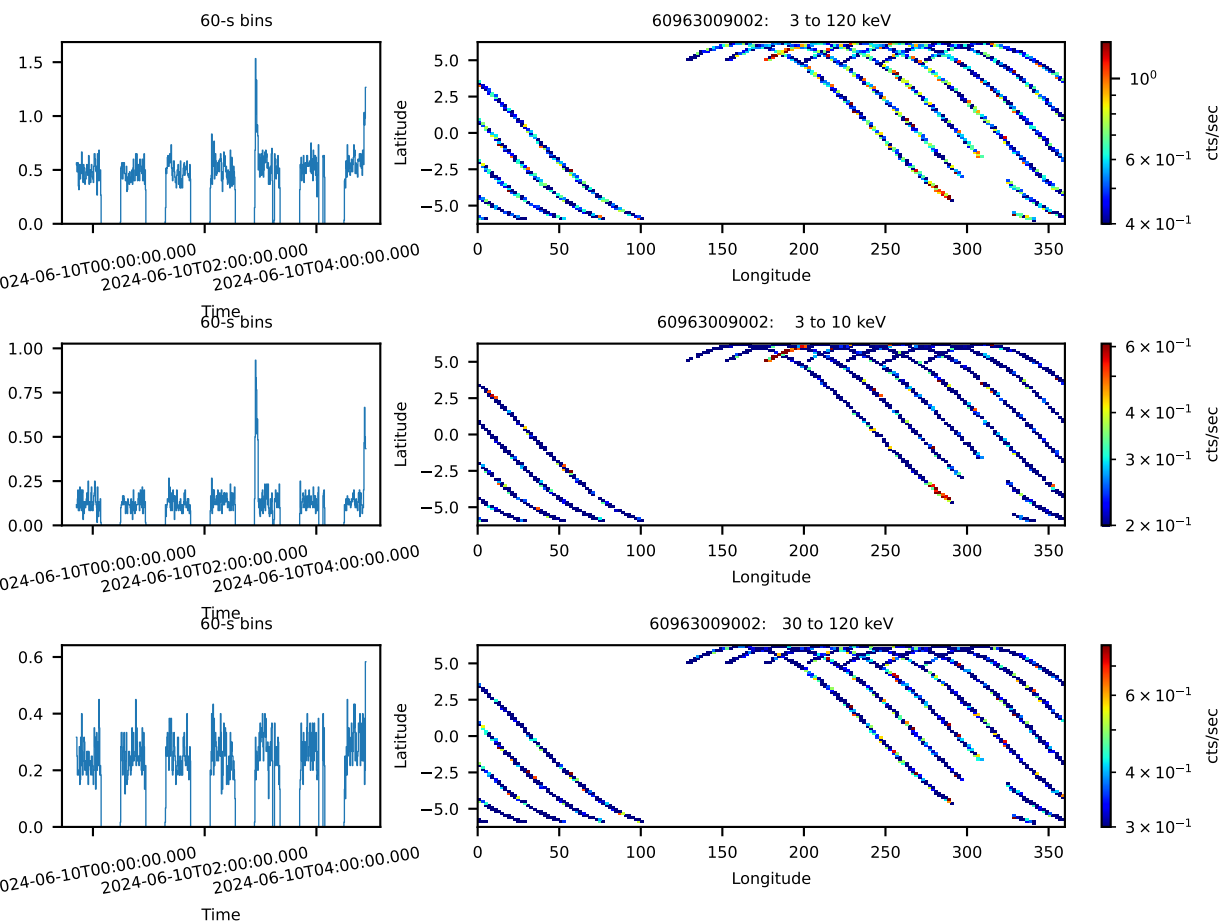 60-s bins
60963009002: 3 to 120 keV
1.5
1.0
0.5
0.0
Latitude
5.0
2.5
0.0
−2.5
−5.0
10⁰
6 × 10⁻¹
4 × 10⁻¹
cts/sec
024-06-10T00:00:00.000
2024-06-10T02:00:00.000
2024-06-10T04:00:00.000
Time
0 50 100 150 200 250 300 350
Longitude
60-s bins
60963009002: 3 to 10 keV
1.00
0.75
0.50
0.25
0.00
Latitude
5.0
2.5
0.0
−2.5
−5.0
6 × 10⁻¹
4 × 10⁻¹
3 × 10⁻¹
2 × 10⁻¹
cts/sec
024-06-10T00:00:00.000
2024-06-10T02:00:00.000
2024-06-10T04:00:00.000
Time
0 50 100 150 200 250 300 350
Longitude
60-s bins
60963009002: 30 to 120 keV
0.6
0.4
0.2
0.0
Latitude
5.0
2.5
0.0
−2.5
−5.0
6 × 10⁻¹
4 × 10⁻¹
3 × 10⁻¹
cts/sec
024-06-10T00:00:00.000
2024-06-10T02:00:00.000
2024-06-10T04:00:00.000
Time
0 50 100 150 200 250 300 350
Longitude